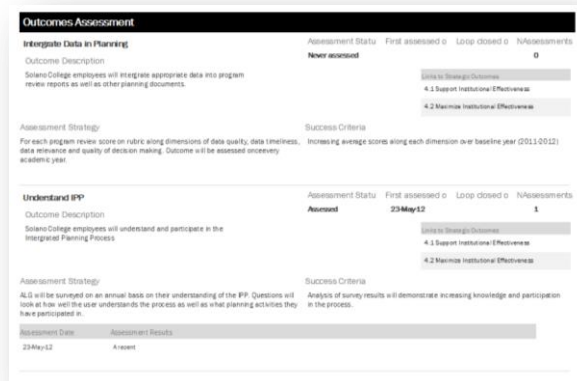 Outcomes Assessment
Intergrate Data in Planning
Assessment Statu First assessed o Loop closed o NAssessments
Never assessed 0
Outcome Description
Solano College employees will intergrate appropriate data into program
review reports as well as other planning documents.
Links to Strategic Outcomes
4.1 Support Institutional Effectiveness
4.2 Maximize Institutional Effectiveness
Assessment Strategy
For each program review score on rubric along dimensions of data quality, data timeliness,
data relevance and quality of decision making. Outcome will be assessed onceevery
academic year.
Success Criteria
Increasing average scores along each dimension over baseline year (2011-2012)
Understand IPP
Assessment Statu First assessed o Loop closed o NAssessments
Assessed 23-May-12 1
Outcome Description
Solano College employees will understand and participate in the
Intergrated Planning Process
Links to Strategic Outcomes
4.1 Support Institutional Effectiveness
4.2 Maximize Institutional Effectiveness
Assessment Strategy
ALG will be surveyed on an annual basis on their understanding of the IPP. Questions will
look at how well the user understands the process as well as what planning activities they
have participated in.
Success Criteria
Analysis of survey results will demonstrate increasing knowledge and participation
in the process.
Assessment Date Assessment Results
23-May-12 A resent